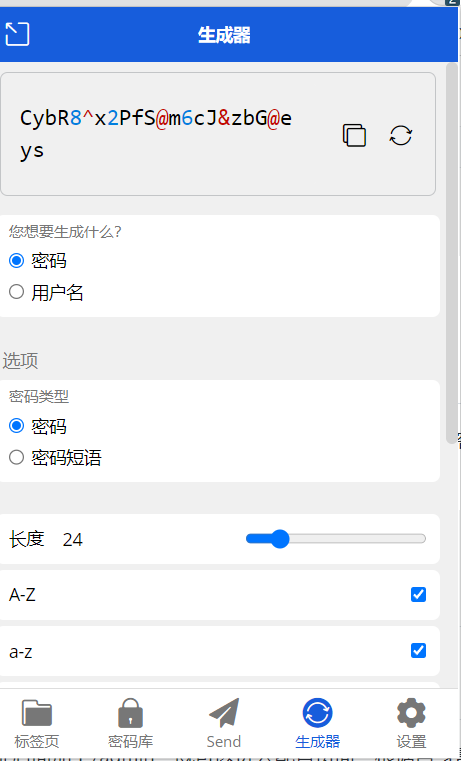 生成器
CybR8^x2PfS@m6cJ&zbG@e
ys
您想要生成什么?
密码
用户名
选项
密码类型
密码
密码短语
长度 24
A-Z
a-z
标签页 密码库 Send 生成器 设置